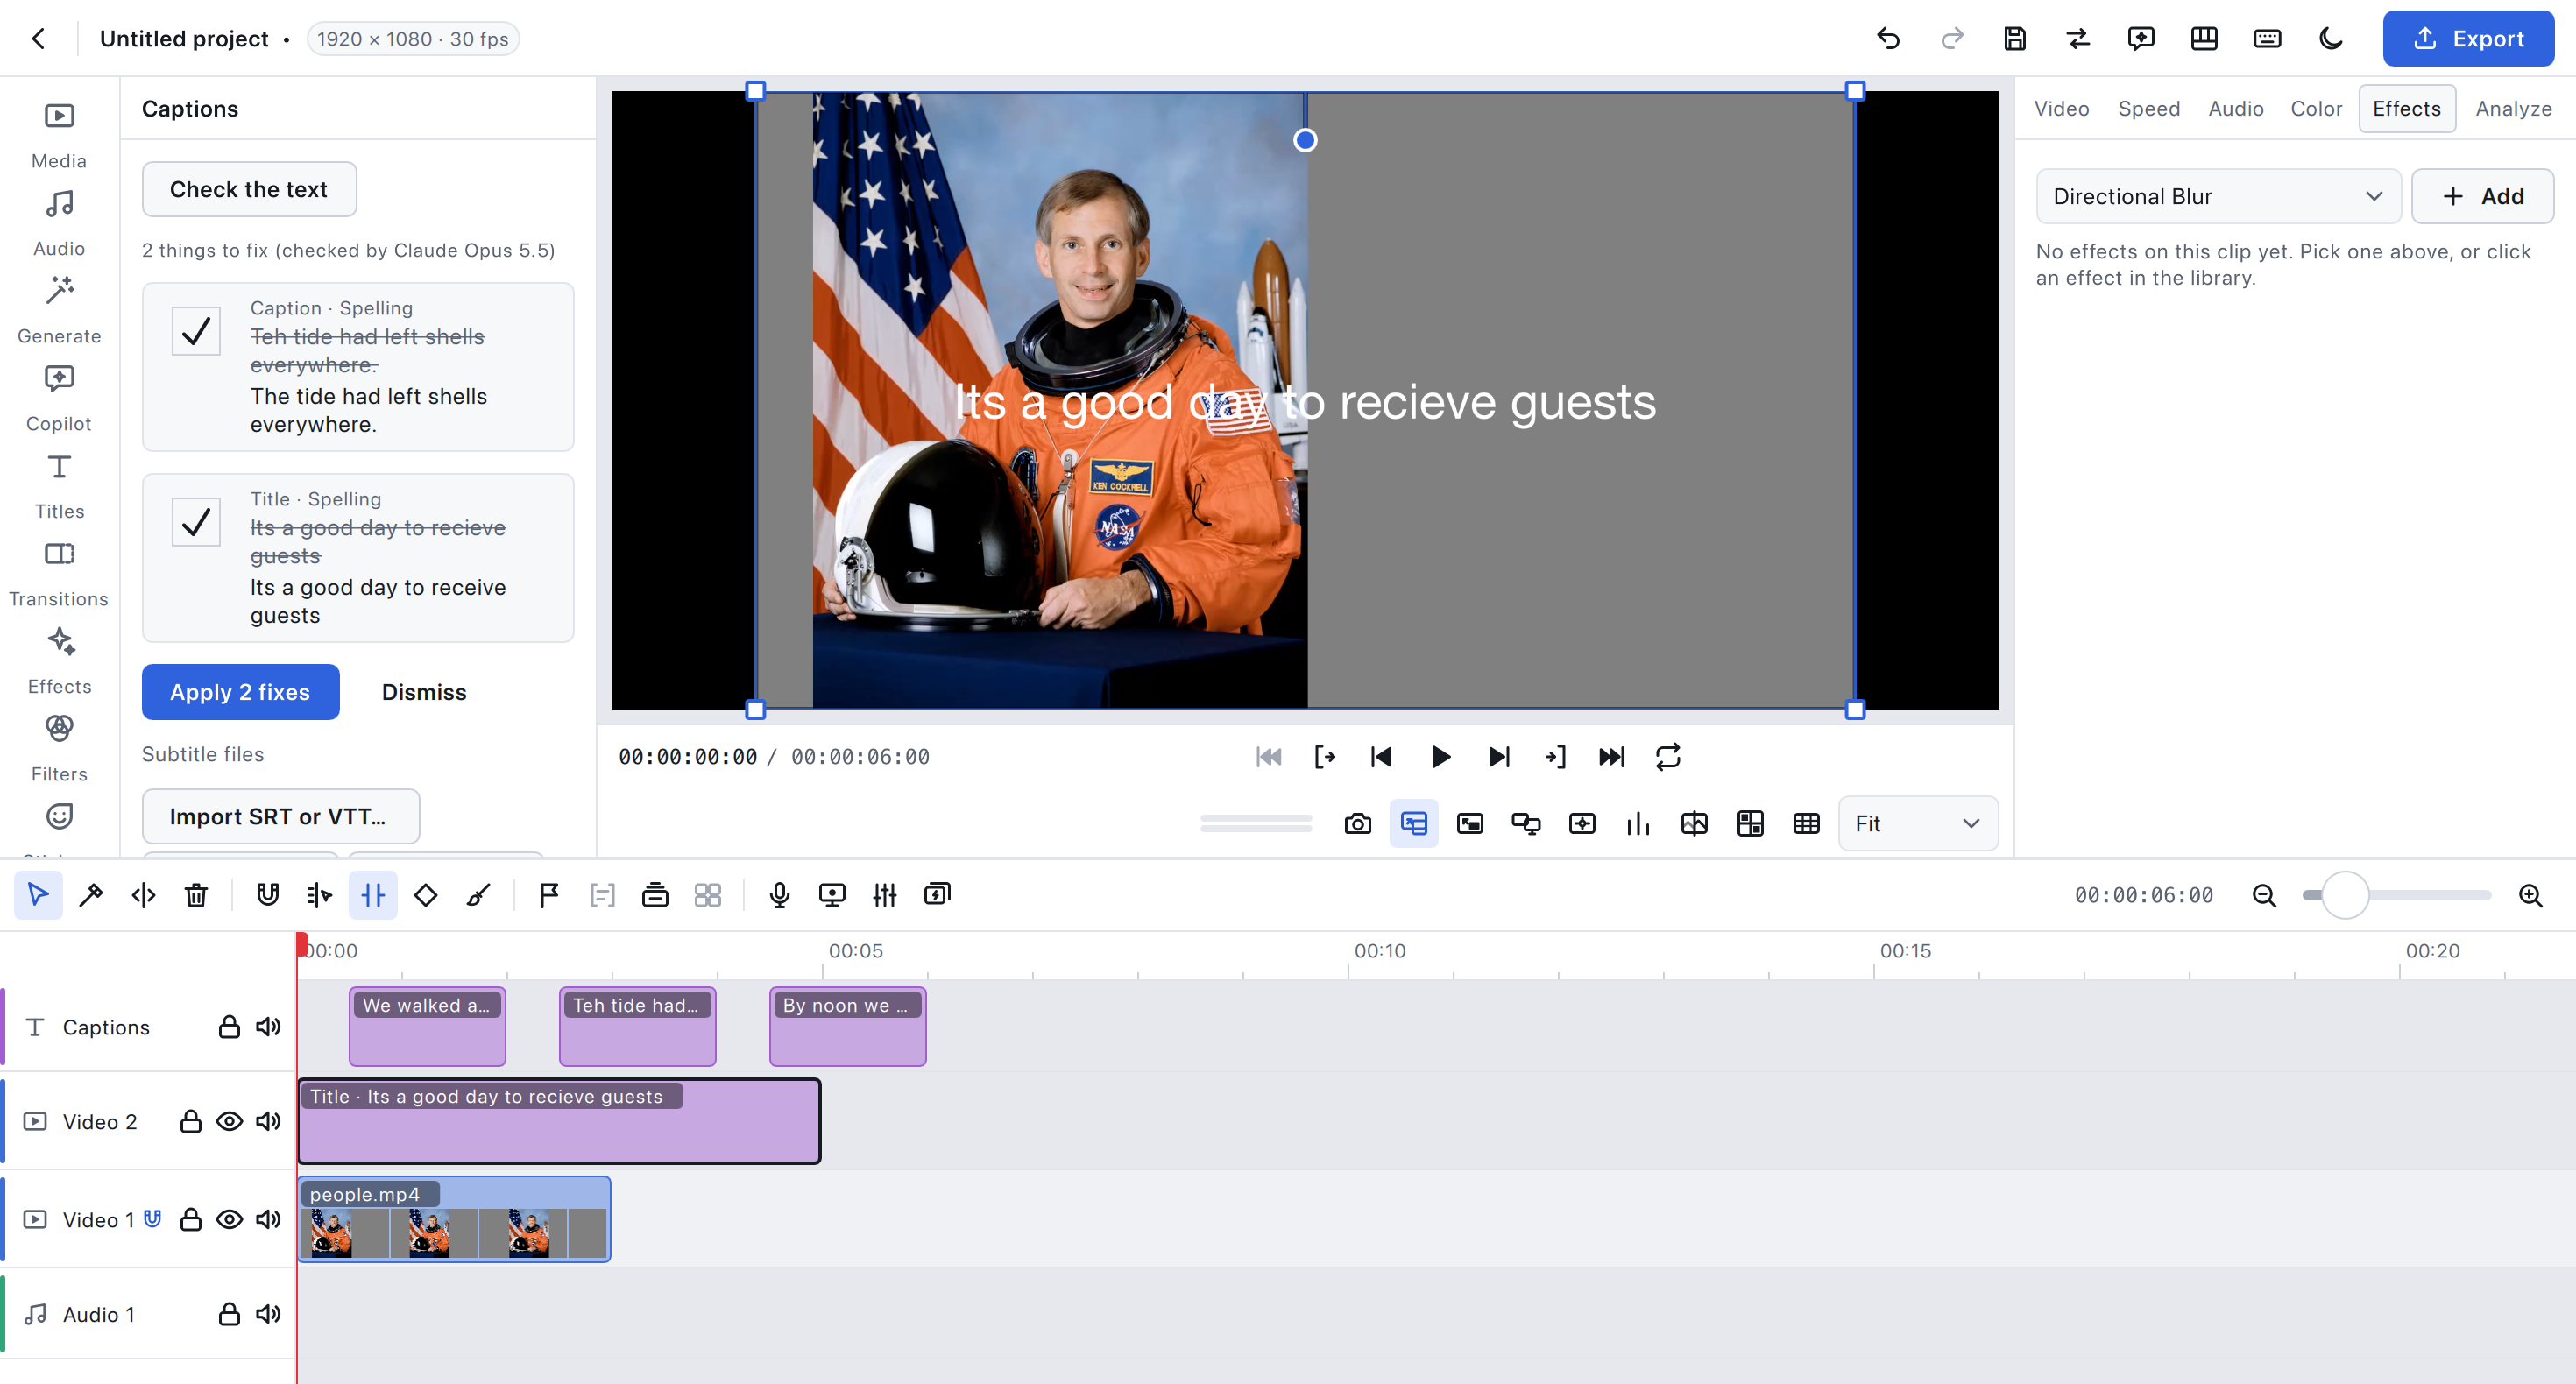 Untitled project • 1920 × 1080 · 30 fps
Export
Media
Audio
Generate
Copilot
Titles
Transitions
Effects
Filters
Captions
Check the text
2 things to fix (checked by Claude Opus 5.5)
Caption · Spelling
Teh tide had left shells
everywhere.
The tide had left shells
everywhere.
Title · Spelling
Its a good day to recieve
guests
Its a good day to receive
guests
Apply 2 fixes
Dismiss
Subtitle files
Import SRT or VTT...
Its a good day to recieve guests
KEN COCKRELL
NASA
USA
00:00:00:00 / 00:00:06:00
Fit
Video
Speed
Audio
Color
Effects
Analyze
Directional Blur
Add
No effects on this clip yet. Pick one above, or click
an effect in the library.
00:00:06:00
00:00
00:05
00:10
00:15
00:20
Captions
We walked a...
Teh tide had...
By noon we ...
Video 2
Title · Its a good day to recieve guests
Video 1
people.mp4
Audio 1